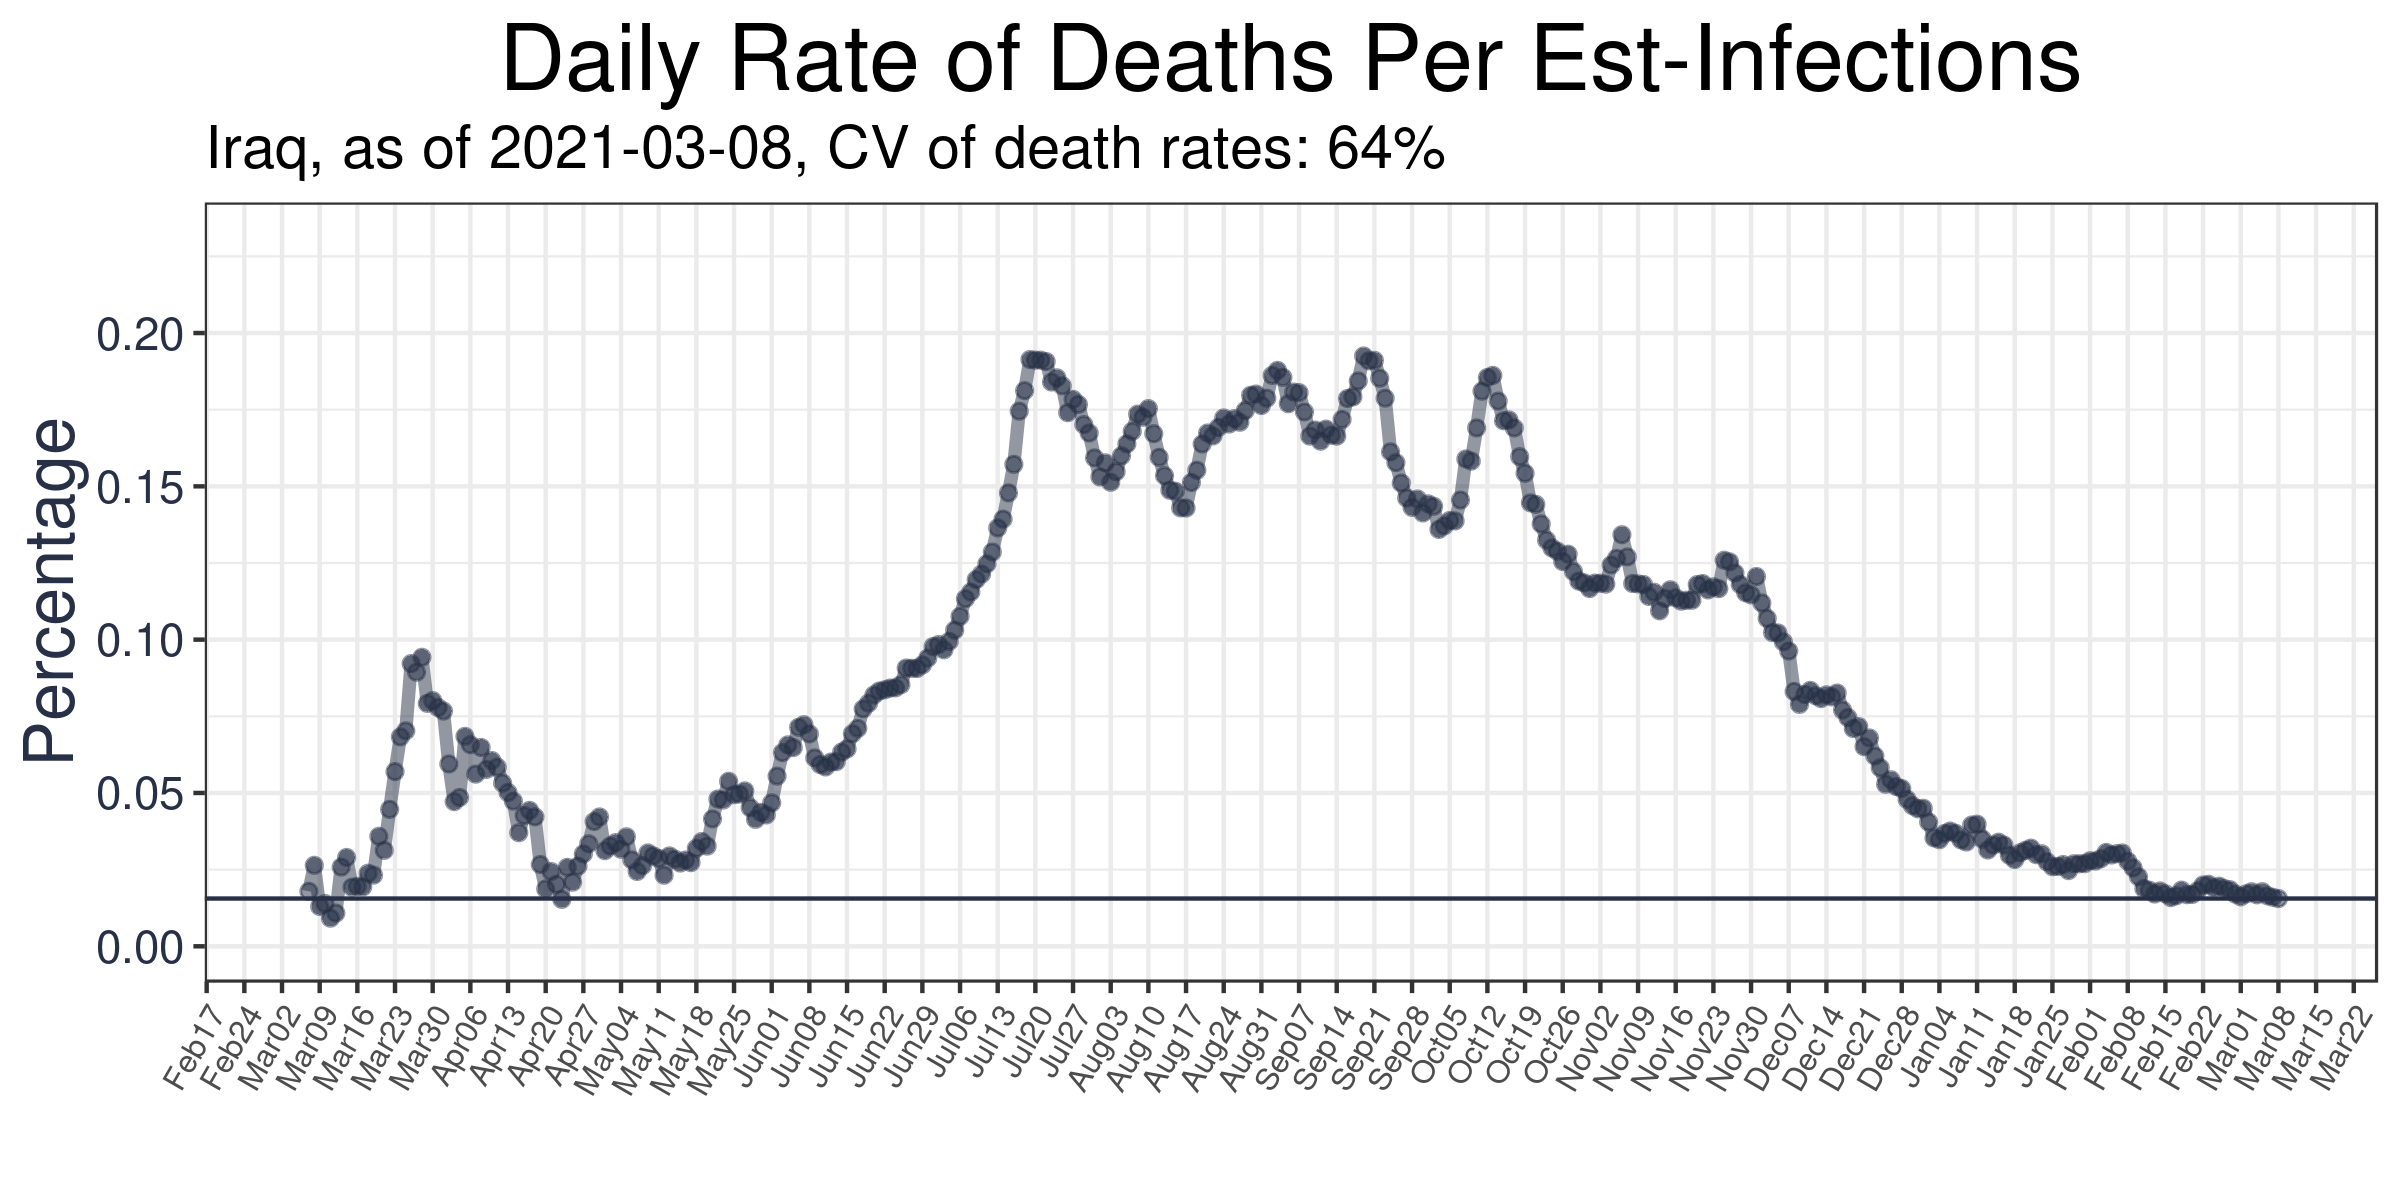 Daily Rate of Deaths Per Est-Infections
Iraq, as of 2021-03-08, CV of death rates: 64%
Percentage
0.20
0.15
0.10
0.05
0.00
Feb17
Feb24
Mar02
Mar09
Mar16
Mar23
Mar30
Apr06
Apr13
Apr20
Apr27
May04
May11
May18
May25
Jun01
Jun08
Jun15
Jun22
Jun29
Jul06
Jul13
Jul20
Jul27
Aug03
Aug10
Aug17
Aug24
Aug31
Sep07
Sep14
Sep21
Sep28
Oct05
Oct12
Oct19
Oct26
Nov02
Nov09
Nov16
Nov23
Nov30
Dec07
Dec14
Dec21
Dec28
Jan04
Jan11
Jan18
Jan25
Feb01
Feb08
Feb15
Feb22
Mar01
Mar08
Mar15
Mar22